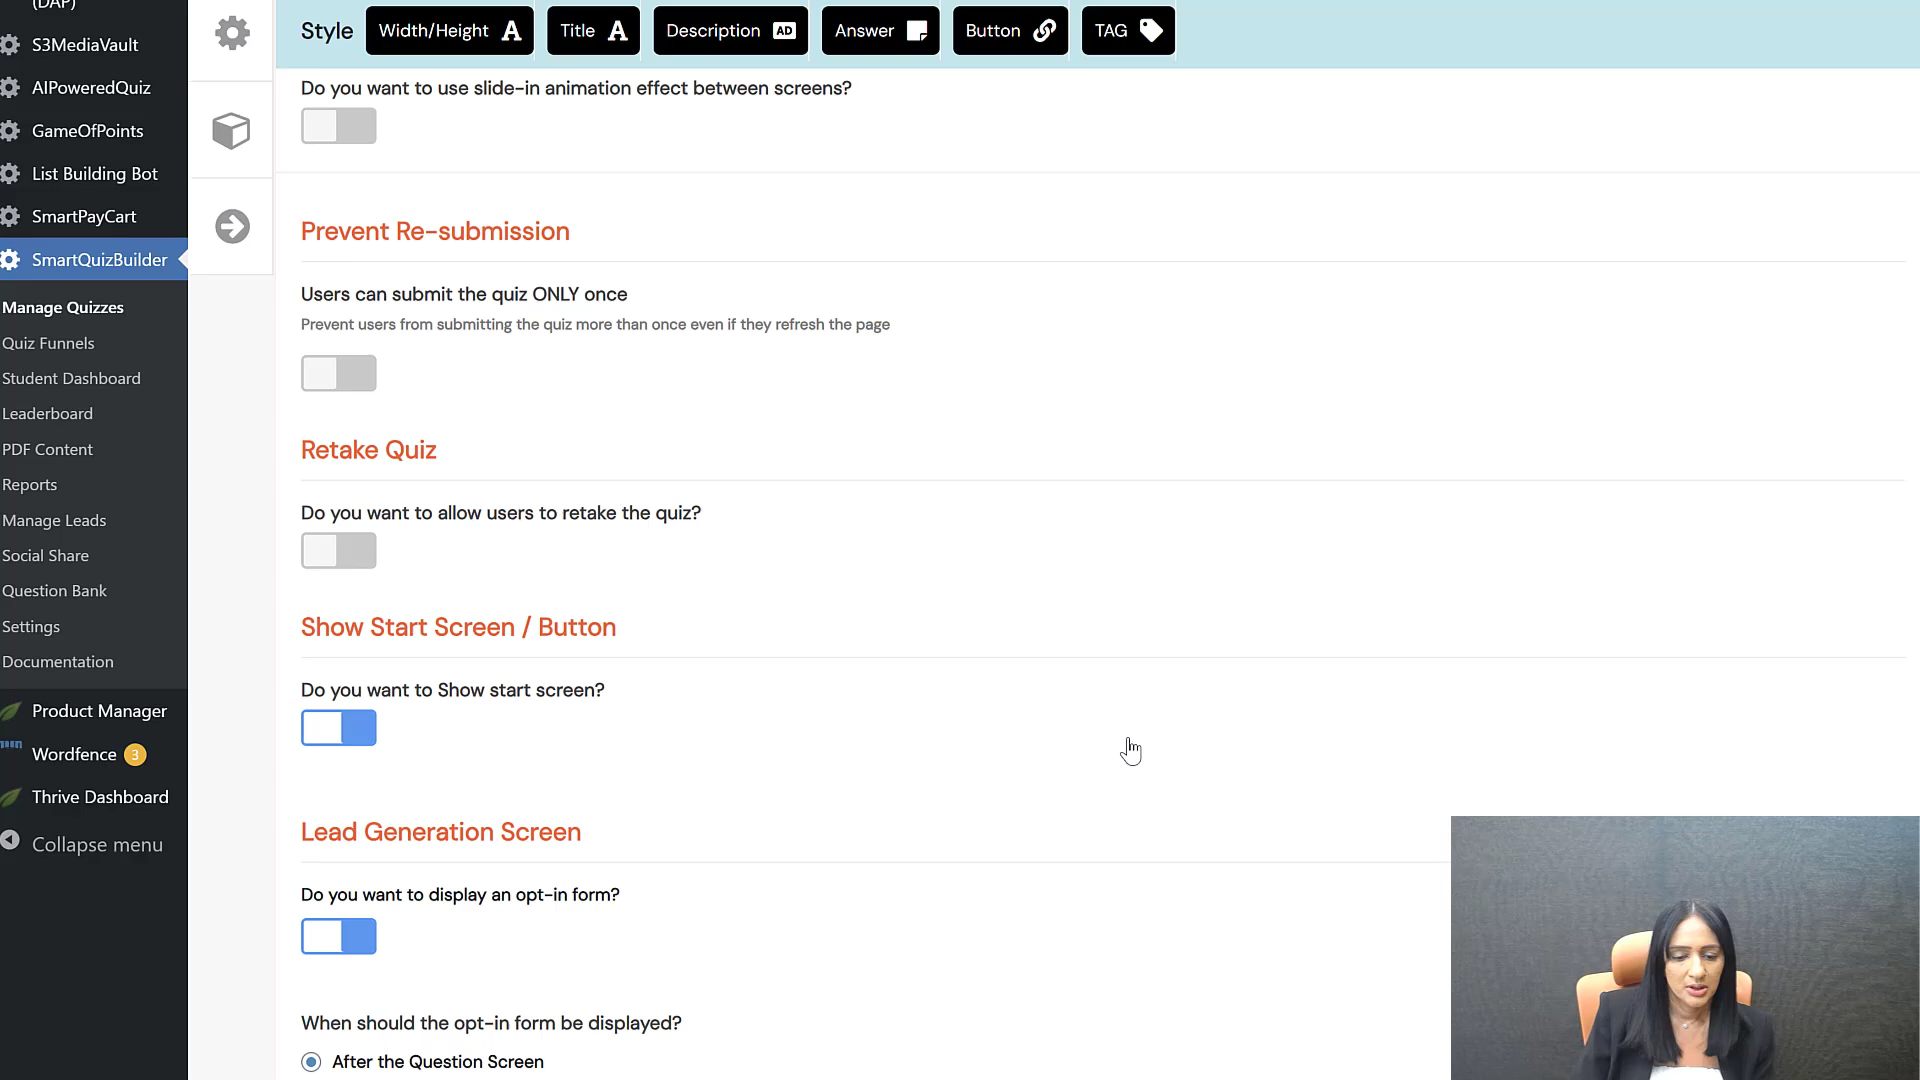 (DAP)
S3MediaVault
AIPoweredQuiz
GameOfPoints
List Building Bot
SmartPayCart
SmartQuizBuilder
Manage Quizzes
Quiz Funnels
Student Dashboard
Leaderboard
PDF Content
Reports
Manage Leads
Social Share
Question Bank
Settings
Documentation
Product Manager
Wordfence 3
Thrive Dashboard
Collapse menu
Style Width/Height A Title A Description AD Answer Button TAG
Do you want to use slide-in animation effect between screens?
Prevent Re-submission
Users can submit the quiz ONLY once
Prevent users from submitting the quiz more than once even if they refresh the page
Retake Quiz
Do you want to allow users to retake the quiz?
Show Start Screen / Button
Do you want to Show start screen?
Lead Generation Screen
Do you want to display an opt-in form?
When should the opt-in form be displayed?
After the Question Screen